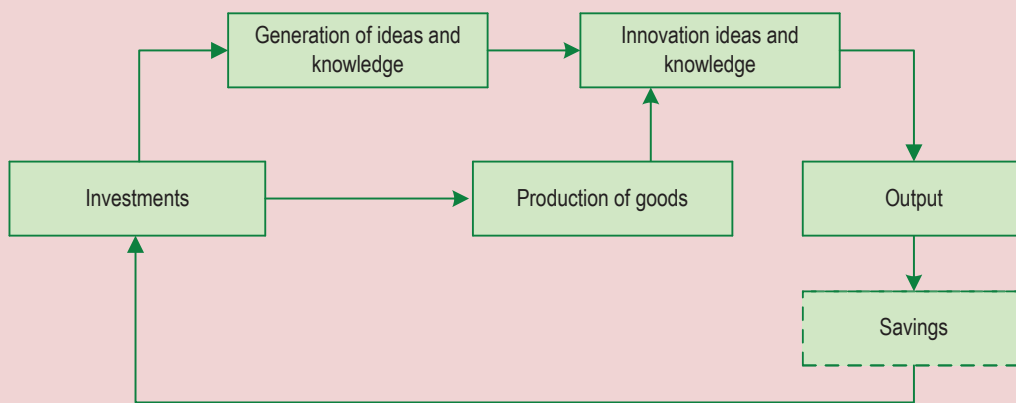 Generation of ideas and
knowledge
Innovation ideas and
knowledge
Investments
Production of goods
Output
Savings